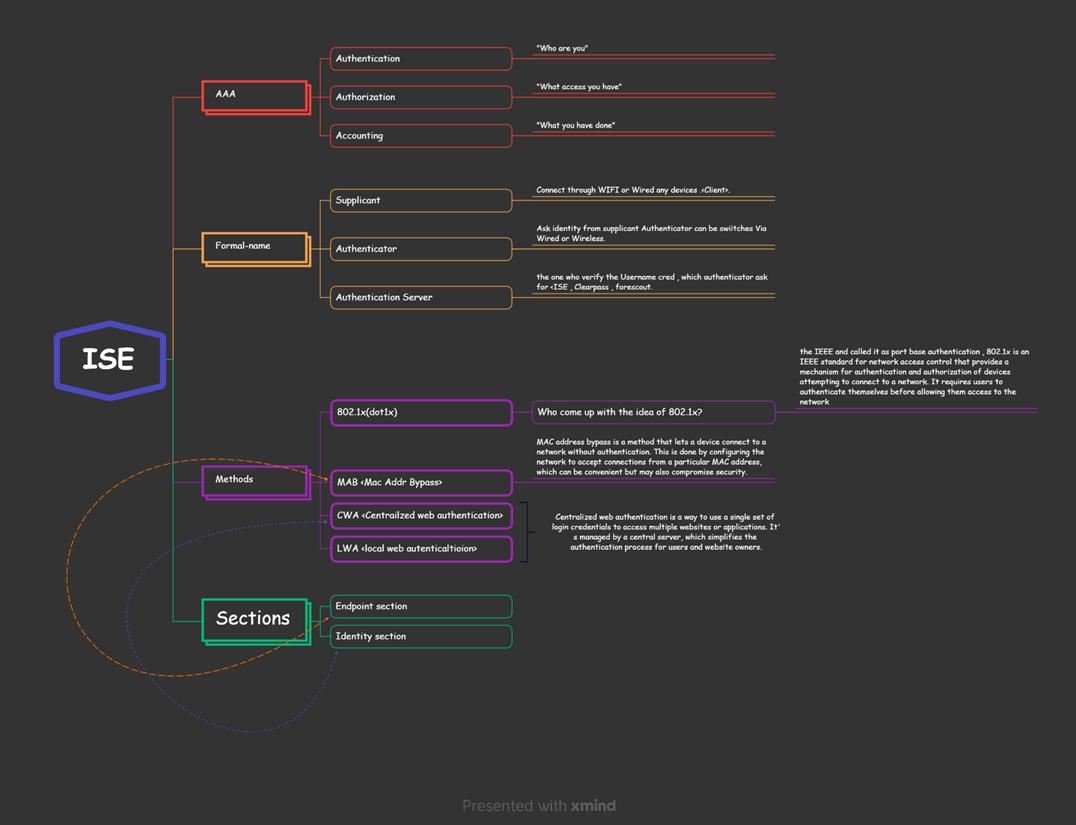 "Who are you"
Authentication
"What access you have"
AAA
Authorization
"What you have done"
Accounting
Connect through WIFI or Wired any devices .<Client>.
Supplicant
Ask identity from supplicant Authenticator can be swiitches Via
Wired or Wireless.
Formal-name
Authenticator
the one who verify the Username cred , which authenticator ask
for <ISE , Clearpass , forescout.
Authentication Server
ISE
the IEEE and called it as port base authentication , 802.1x is an
IEEE standard for network access control that provides a
mechanism for authentication and authorization of devices
attempting to connect to a network. It requires users to
authenticate themselves before allowing them access to the
network
802.1x(dot1x)
Who come up with the idea of 802.1x?
MAC address bypass is a method that lets a device connect to a
network without authentication. This is done by configuring the
network to accept connections from a particular MAC address,
which can be convenient but may also compromise security.
Methods
MAB <Mac Addr Bypass>
CWA <Centrailzed web authentication>
Centralized web authentication is a way to use a single set of
login credentials to access multiple websites or applications. It'
s managed by a central server, which simplifies the
authentication process for users and website owners.
LWA <local web autenticaltioion>
Sections
Endpoint section
Identity section
Presented with xmind